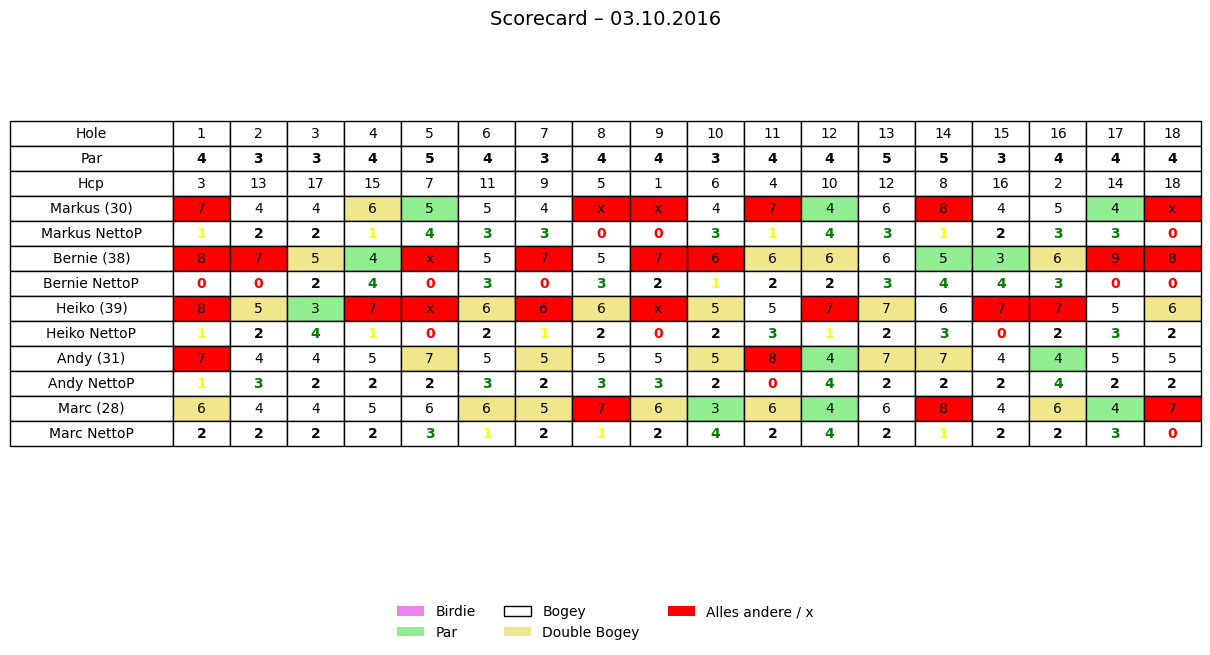 Scorecard – 03.10.2016
Hole 1 2 3 4 5 6 7 8 9 10 11 12 13 14 15 16 17 18
Par 4 3 3 4 5 4 3 4 4 3 4 4 5 5 3 4 4 4
Hcp 3 13 17 15 7 11 9 5 1 6 4 10 12 8 16 2 14 18
Markus (30) 7 4 4 6 5 5 4 x x 4 7 4 6 8 4 5 4 x
Markus NettoP 1 2 2 1 4 3 3 0 0 3 1 4 3 1 2 3 3 0
Bernie (38) 8 7 5 4 x 5 7 5 7 6 6 6 6 5 3 6 9 8
Bernie NettoP 0 0 2 4 0 3 0 3 2 1 2 2 3 4 4 3 0 0
Heiko (39) 8 5 3 7 x 6 6 6 x 5 5 7 7 6 7 7 5 6
Heiko NettoP 1 2 4 1 0 2 1 2 0 2 3 1 2 3 0 2 3 2
Andy (31) 7 4 4 5 7 5 5 5 5 5 8 4 7 7 4 4 5 5
Andy NettoP 1 3 2 2 2 3 2 3 3 2 0 4 2 2 2 4 2 2
Marc (28) 6 4 4 5 6 6 5 7 6 3 6 4 6 8 4 6 4 7
Marc NettoP 2 2 2 2 3 1 2 1 2 4 2 4 2 1 2 2 3 0
Birdie Bogey Alles andere / x
Par Double Bogey